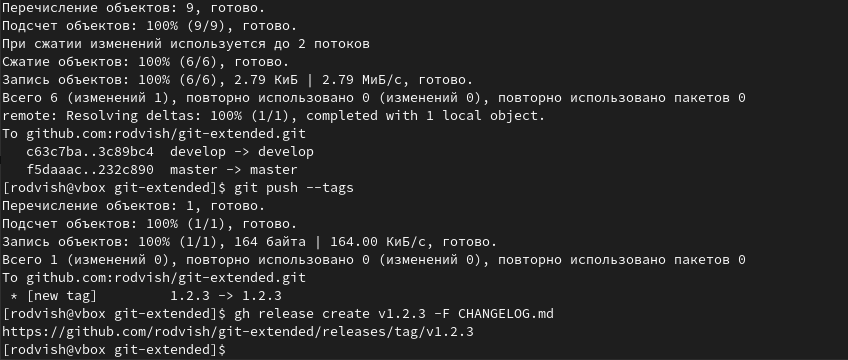 Перечисление объектов: 9, готово.
Подсчет объектов: 100% (9/9), готово.
При сжатии изменений используется до 2 потоков
Сжатие объектов: 100% (6/6), готово.
Запись объектов: 100% (6/6), 2.79 КиБ | 2.79 МиБ/с, готово.
Всего 6 (изменений 1), повторно использовано 0 (изменений 0), повторно использовано пакетов 0
remote: Resolving deltas: 100% (1/1), completed with 1 local object.
To github.com:rodvish/git-extended.git
   c63c7ba..3c89bc4  develop -> develop
   f5daaac..232c890  master -> master
[rodvish@vbox git-extended]$ git push --tags
Перечисление объектов: 1, готово.
Подсчет объектов: 100% (1/1), готово.
Запись объектов: 100% (1/1), 164 байта | 164.00 КиБ/с, готово.
Всего 1 (изменений 0), повторно использовано 0 (изменений 0), повторно использовано пакетов 0
To github.com:rodvish/git-extended.git
 * [new tag]         1.2.3 -> 1.2.3
[rodvish@vbox git-extended]$ gh release create v1.2.3 -F CHANGELOG.md
https://github.com/rodvish/git-extended/releases/tag/v1.2.3
[rodvish@vbox git-extended]$